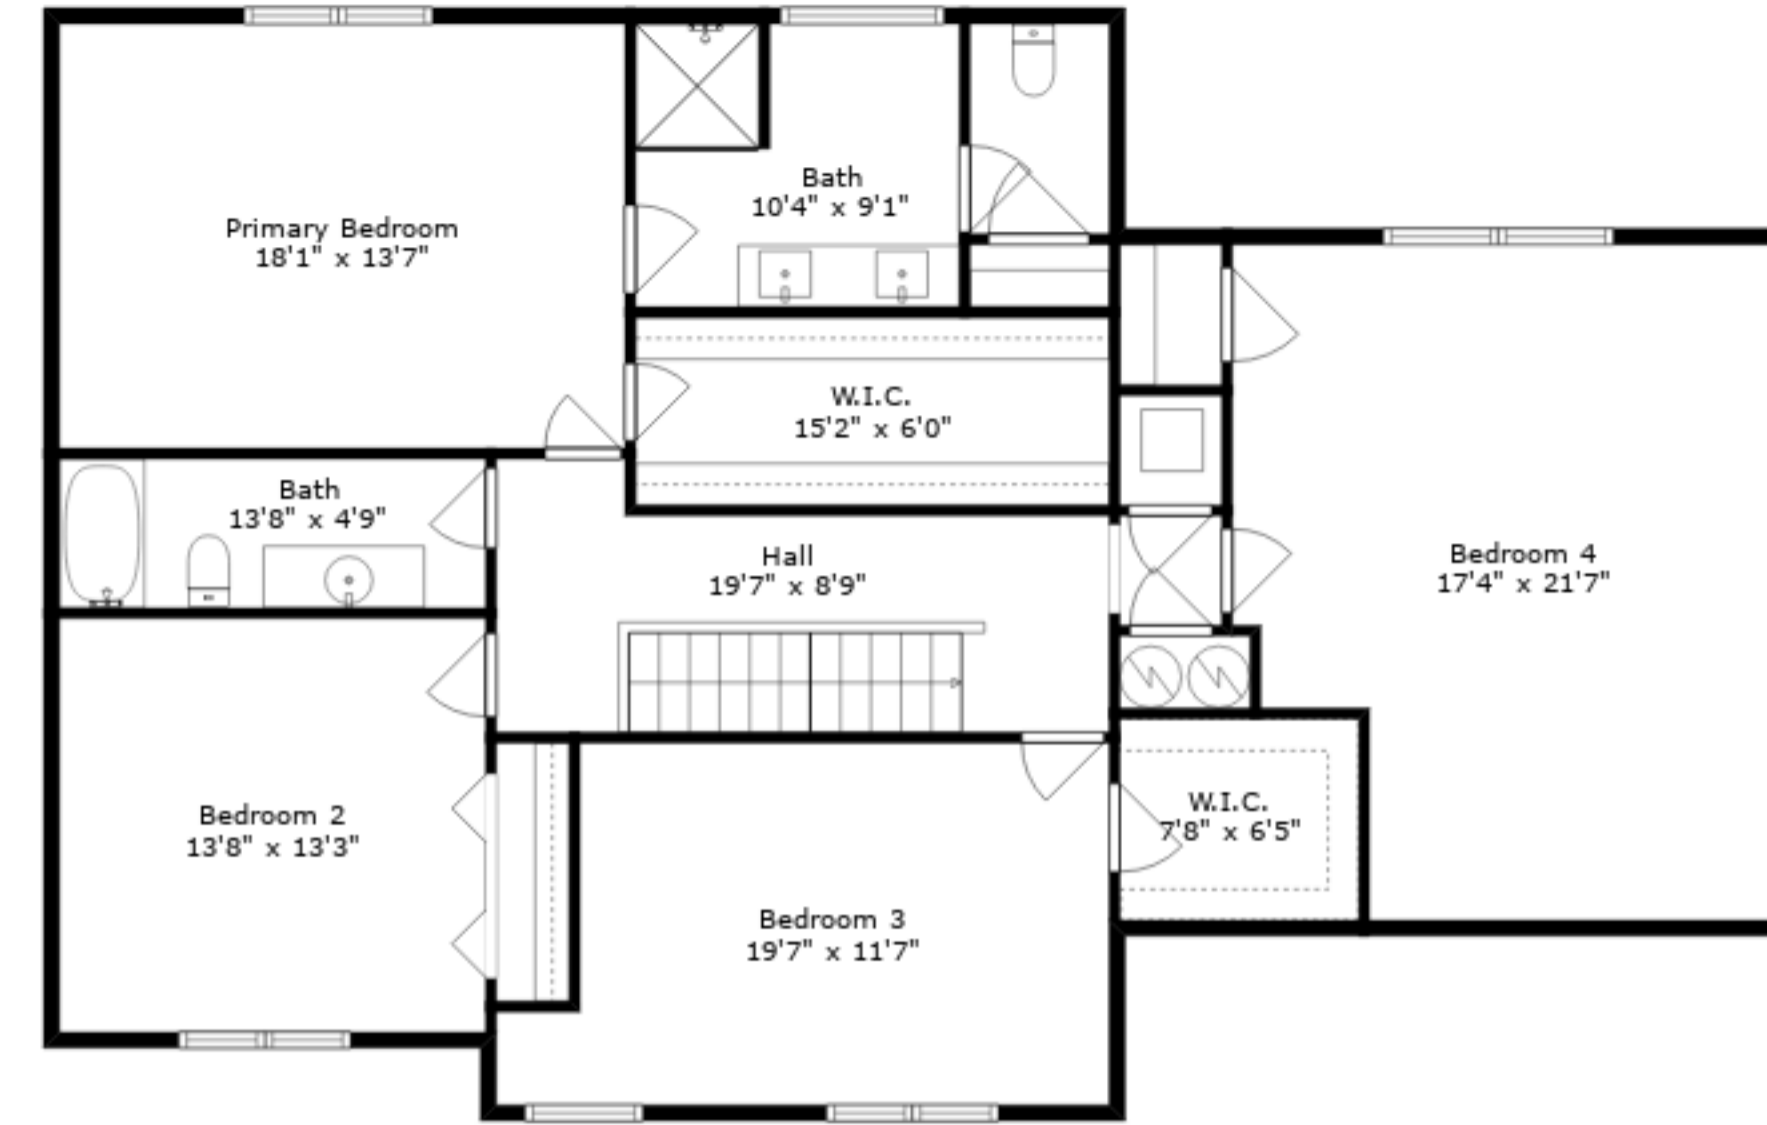 Bath
10'4" x 9'1"
Primary Bedroom
18'1" x 13'7"
W.I.C.
15'2" x 6'0"
Bath
13'8" x 4'9"
Hall
19'7" x 8'9"
Bedroom 4
17'4" x 21'7"
Bedroom 2
13'8" x 13'3"
W.I.C.
7'8" x 6'5"
Bedroom 3
19'7" x 11'7"